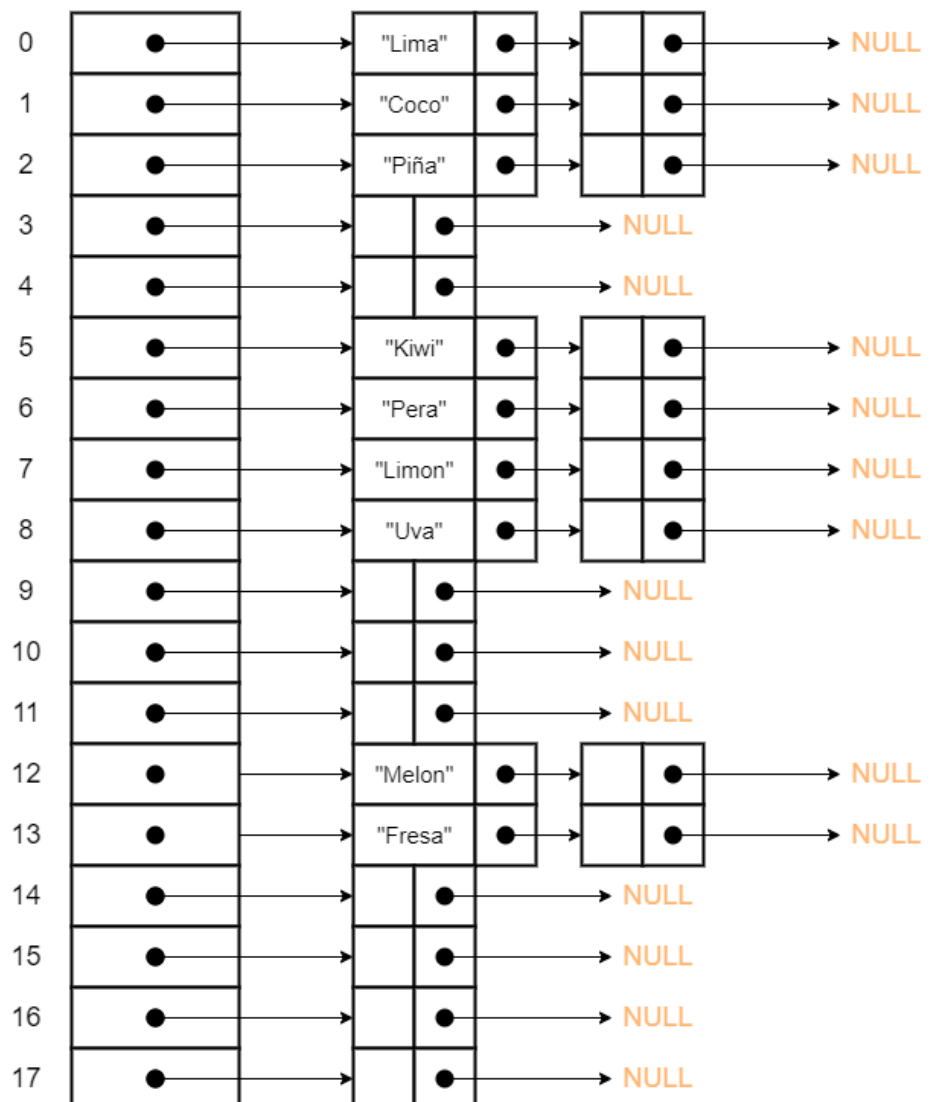 0 "Lima" NULL
1 "Coco" NULL
2 "Piña" NULL
3 NULL
4 NULL
5 "Kiwi" NULL
6 "Pera" NULL
7 "Limon" NULL
8 "Uva" NULL
9 NULL
10 NULL
11 NULL
12 "Melon" NULL
13 "Fresa" NULL
14 NULL
15 NULL
16 NULL
17 NULL